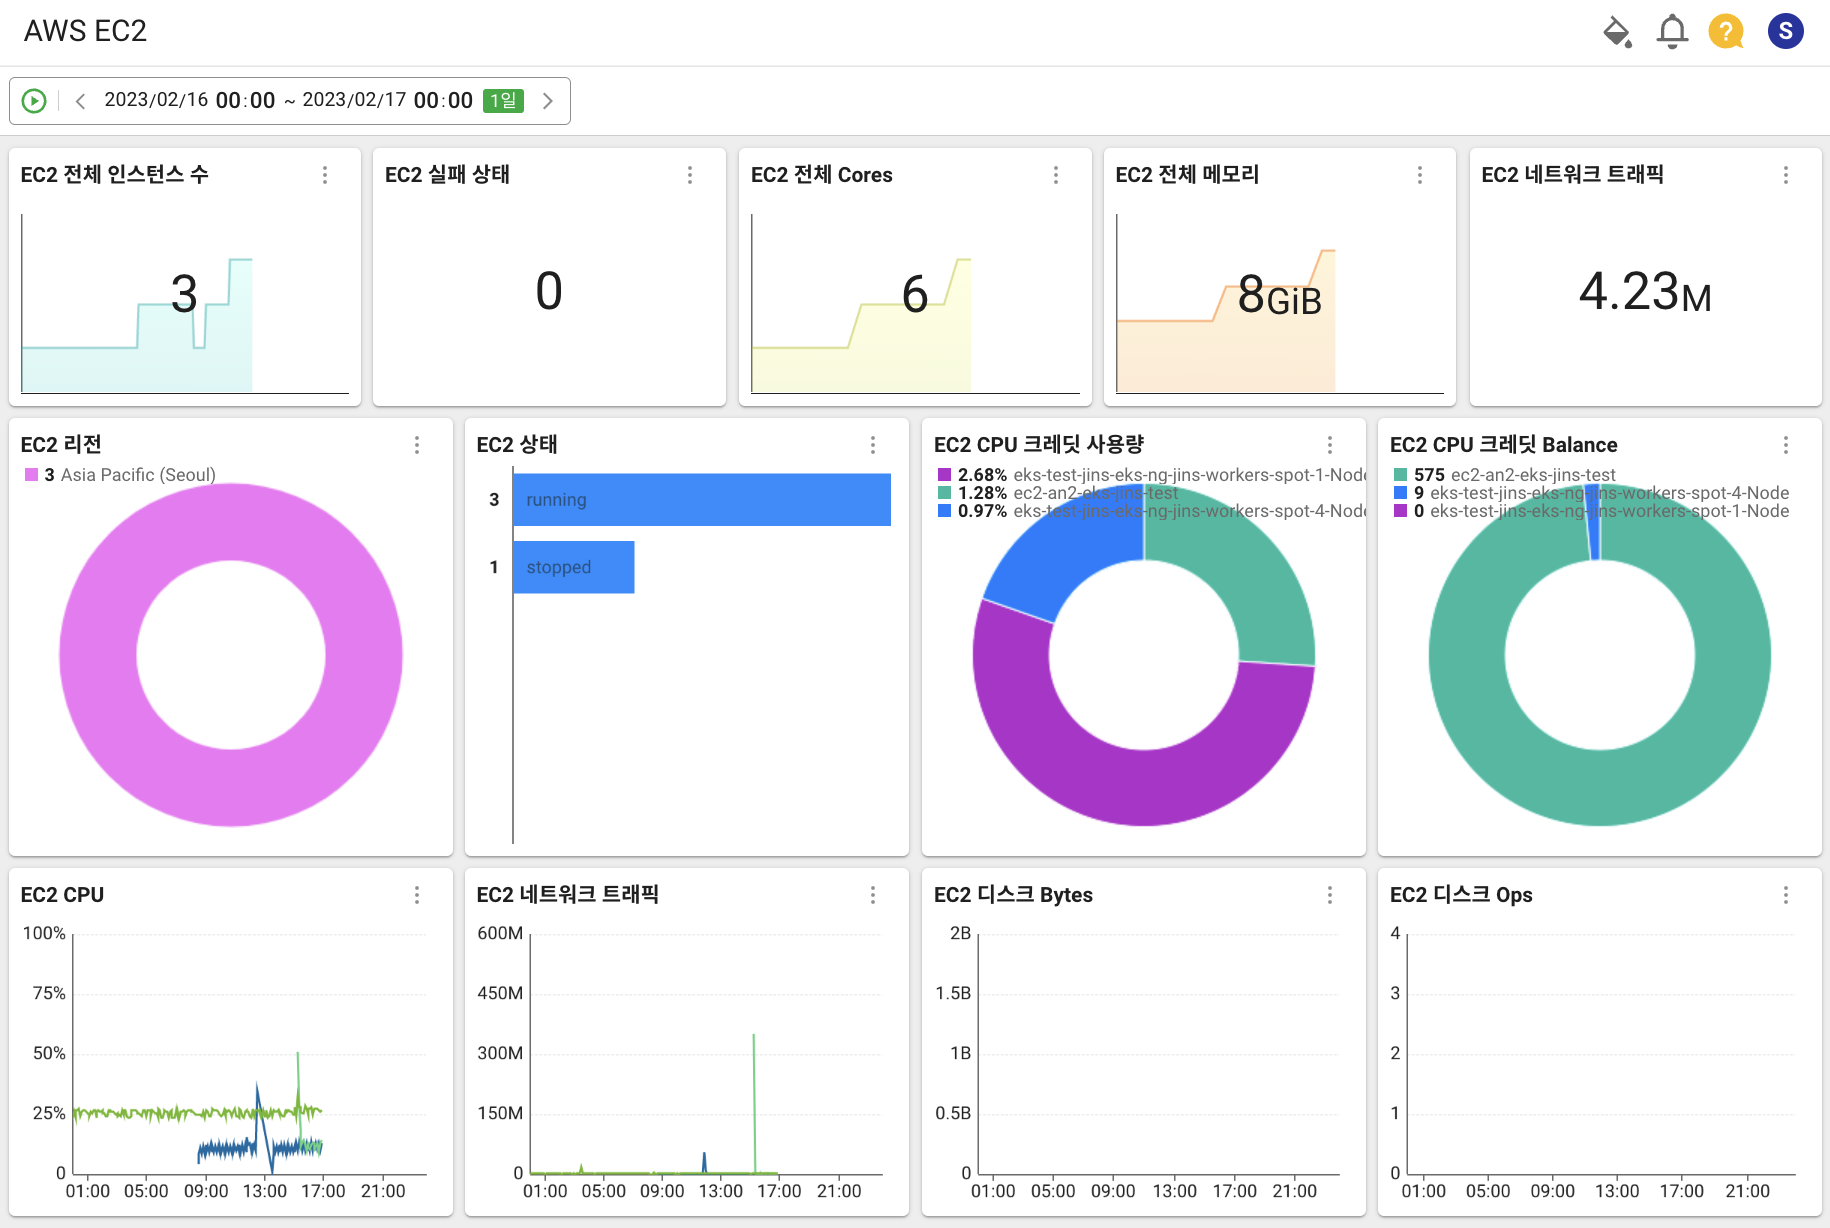 AWS EC2
?
S
2023/02/16 00:00 ~ 2023/02/17 00:00 1일
EC2 전체 인스턴스 수
3
EC2 실패 상태
0
EC2 전체 Cores
6
EC2 전체 메모리
8GiB
EC2 네트워크 트래픽
4.23M
EC2 리전
3 Asia Pacific (Seoul)
EC2 상태
3 running
1 stopped
EC2 CPU 크레딧 사용량
2.68% eks-test-jins-eks-ng-jins-workers-spot-1-Node
1.28% ec2-an2-eks-jins-test
0.97% eks-test-jins-eks-ng-jins-workers-spot-4-Node
EC2 CPU 크레딧 Balance
575 ec2-an2-eks-jins-test
9 eks-test-jins-eks-ng-jins-workers-spot-4-Node
0 eks-test-jins-eks-ng-jins-workers-spot-1-Node
EC2 CPU
100%
75%
50%
25%
0
01:00 05:00 09:00 13:00 17:00 21:00
EC2 네트워크 트래픽
600M
450M
300M
150M
0
01:00 05:00 09:00 13:00 17:00 21:00
EC2 디스크 Bytes
2B
1.5B
1B
0.5B
0
01:00 05:00 09:00 13:00 17:00 21:00
EC2 디스크 Ops
4
3
2
1
0
01:00 05:00 09:00 13:00 17:00 21:00